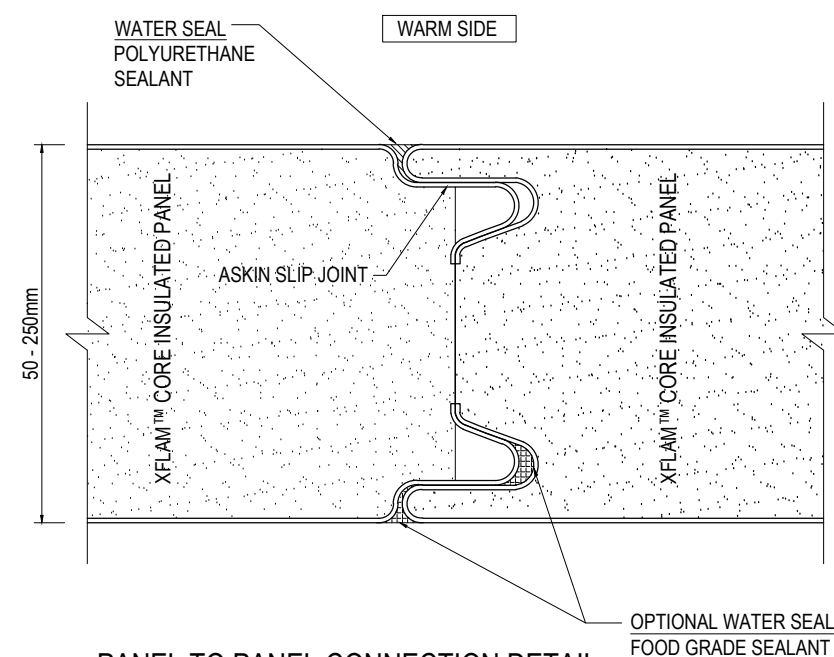 WATER SEAL
POLYURETHANE
SEALANT
WARM SIDE
XFLAM™ CORE INSULATED PANEL
ASKIN SLIP JOINT
XFLAM™ CORE INSULATED PANEL
50 - 250mm
OPTIONAL WATER SEAL
FOOD GRADE SEALANT
PANEL TO PANEL CONNECTION DETAIL